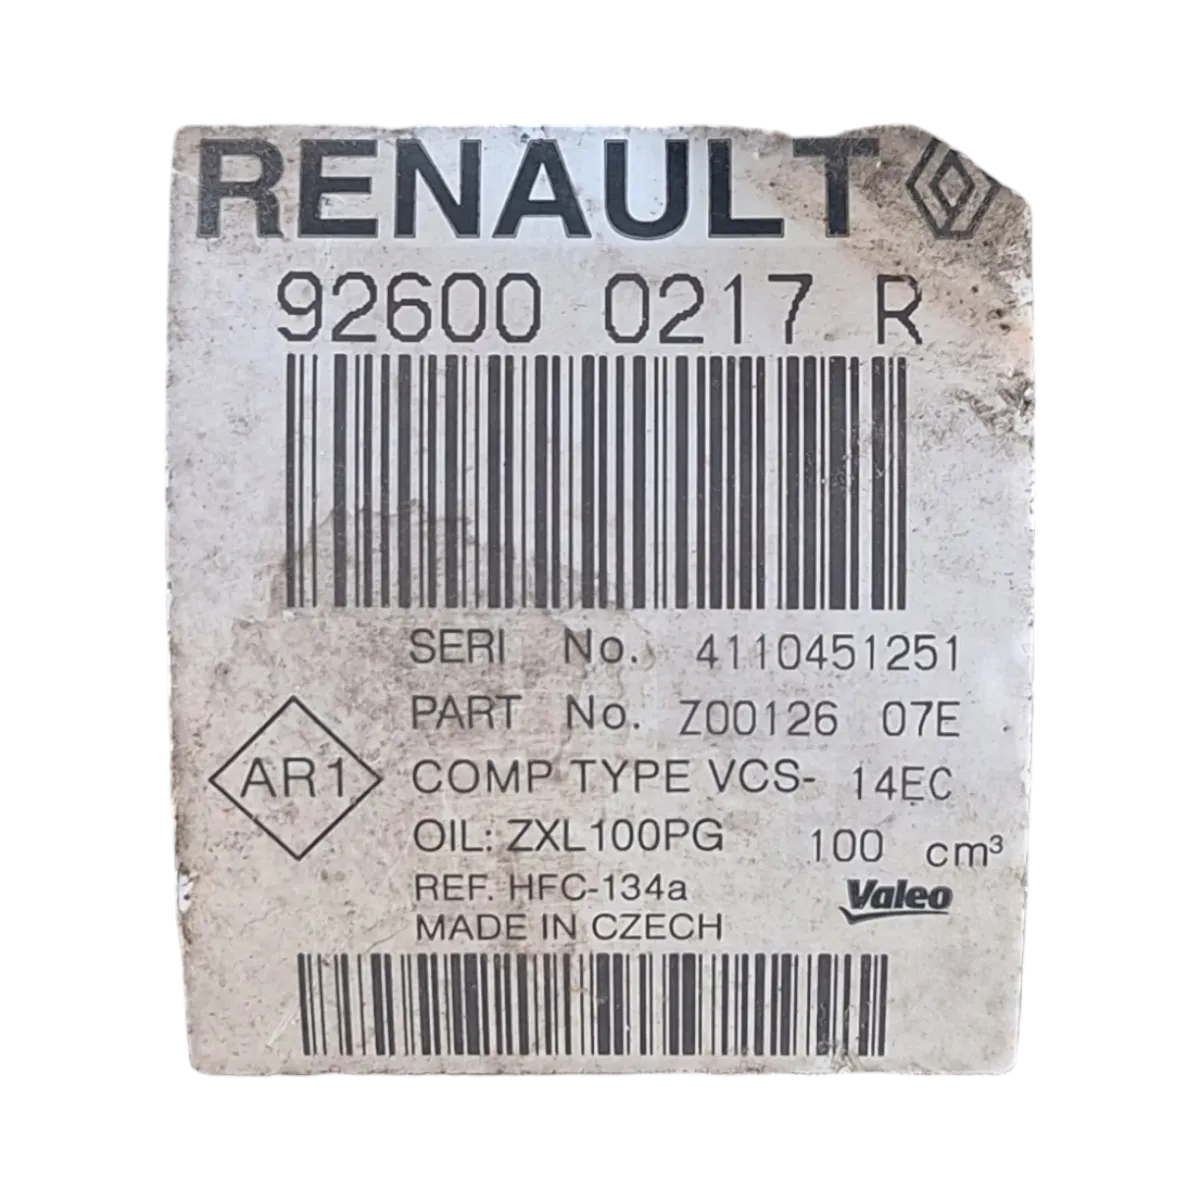 RENAULT
92600 0217 R
SERI No. 4110451251
PART No. Z00126 07E
AR1
COMP TYPE VCS- 14EC
OIL: ZXL100PG 100 cm³
REF. HFC-134a
Valeo
MADE IN CZECH